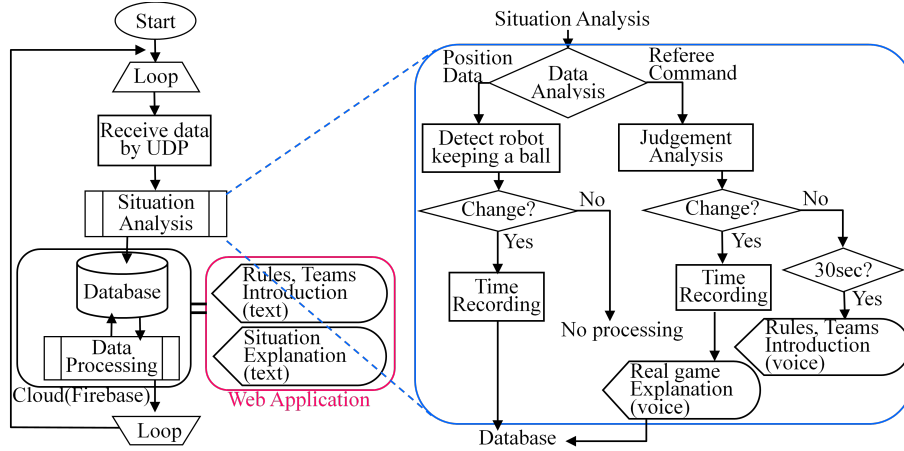 Start
Loop
Receive data
by UDP
Situation
Analysis
Database
Data
Processing
Cloud(Firebase)
Loop
Rules, Teams
Introduction
(text)
Situation
Explanation
(text)
Web Application
Situation Analysis
Position
Data
Data
Analysis
Referee
Command
Detect robot
keeping a ball
Change?
No
Yes
Time
Recording
No processing
Judgement
Analysis
Change?
No
Yes
Time
Recording
30sec?
Yes
Rules, Teams
Introduction
(voice)
Real game
Explanation
(voice)
Database